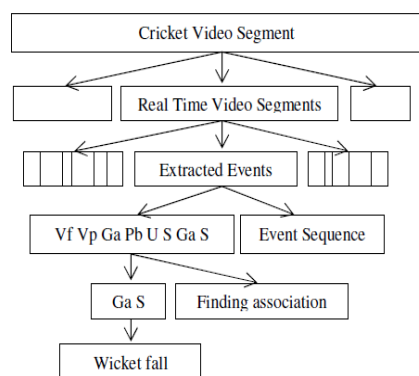 Cricket Video Segment
Real Time Video Segments
Extracted Events
Vf Vp Ga Pb U S Ga S
Event Sequence
Ga S
Finding association
Wicket fall